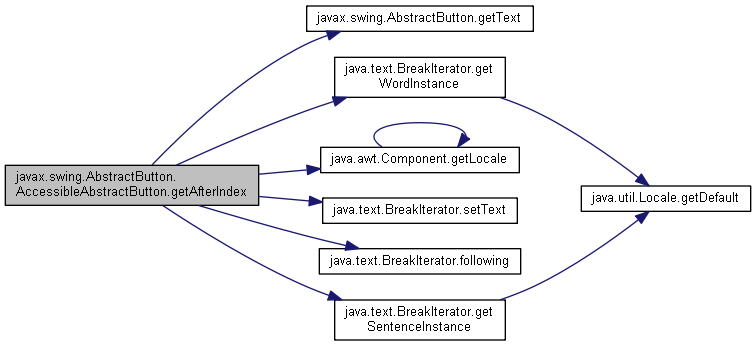 javax.swing.AbstractButton.getText
java.text.BreakIterator.get
WordInstance
java.awt.Component.getLocale
javax.swing.AbstractButton.
AccessibleAbstractButton.getAfterIndex
java.util.Locale.getDefault
java.text.BreakIterator.setText
java.text.BreakIterator.following
java.text.BreakIterator.get
SentenceInstance